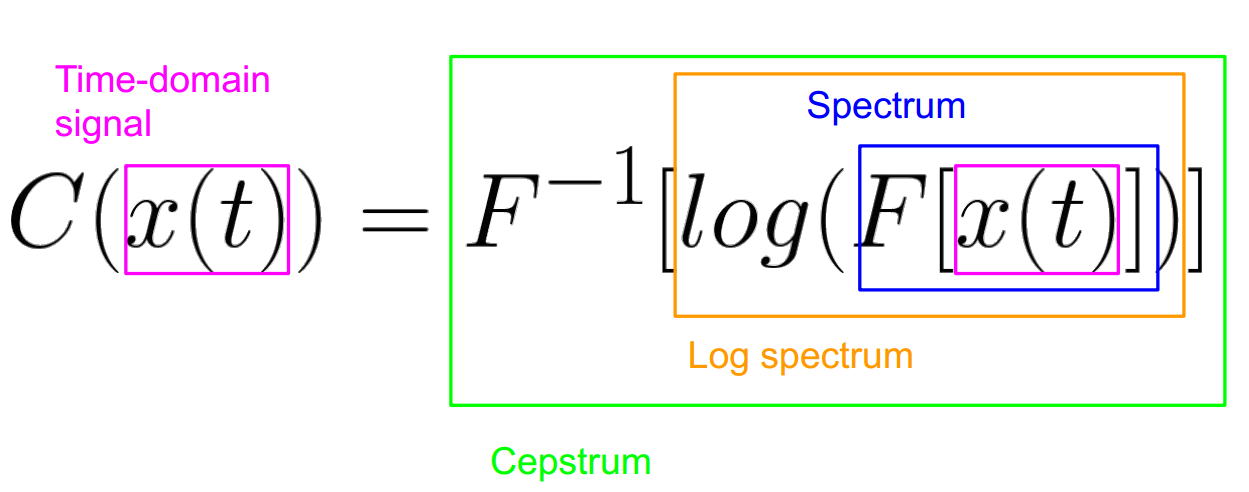 Time-domain
signal
Spectrum
C(x(t)) = F⁻¹[log(F[x(t)])]
Log spectrum
Cepstrum